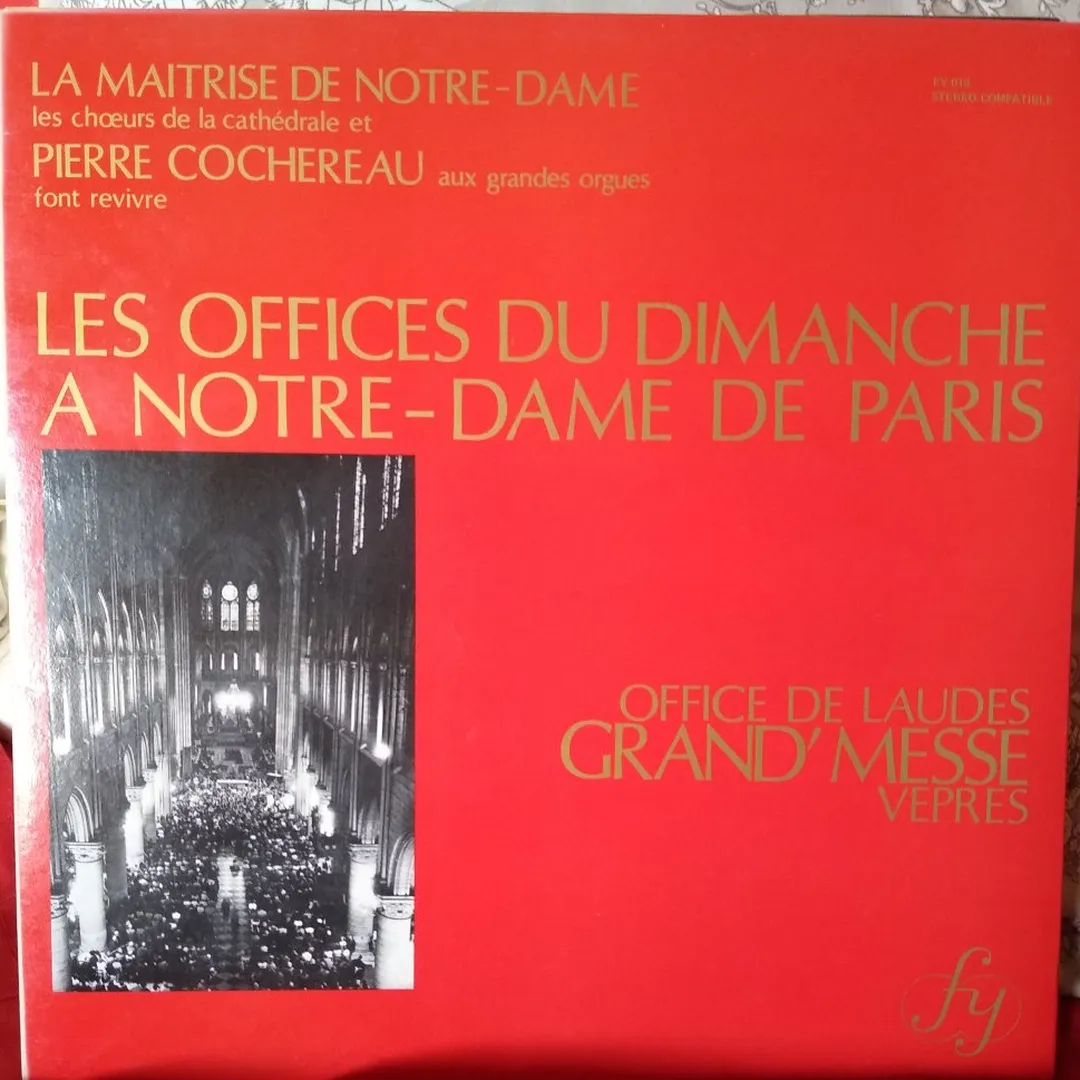 LA MAITRISE DE NOTRE-DAME
les chœurs de la cathédrale et
PIERRE COCHEREAU aux grandes orgues
font revivre
STEREO COMPATIBLE
LES OFFICES DU DIMANCHE
A NOTRE-DAME DE PARIS
OFFICE DE LAUDES
GRAND'MESSE
VEPRES
fy